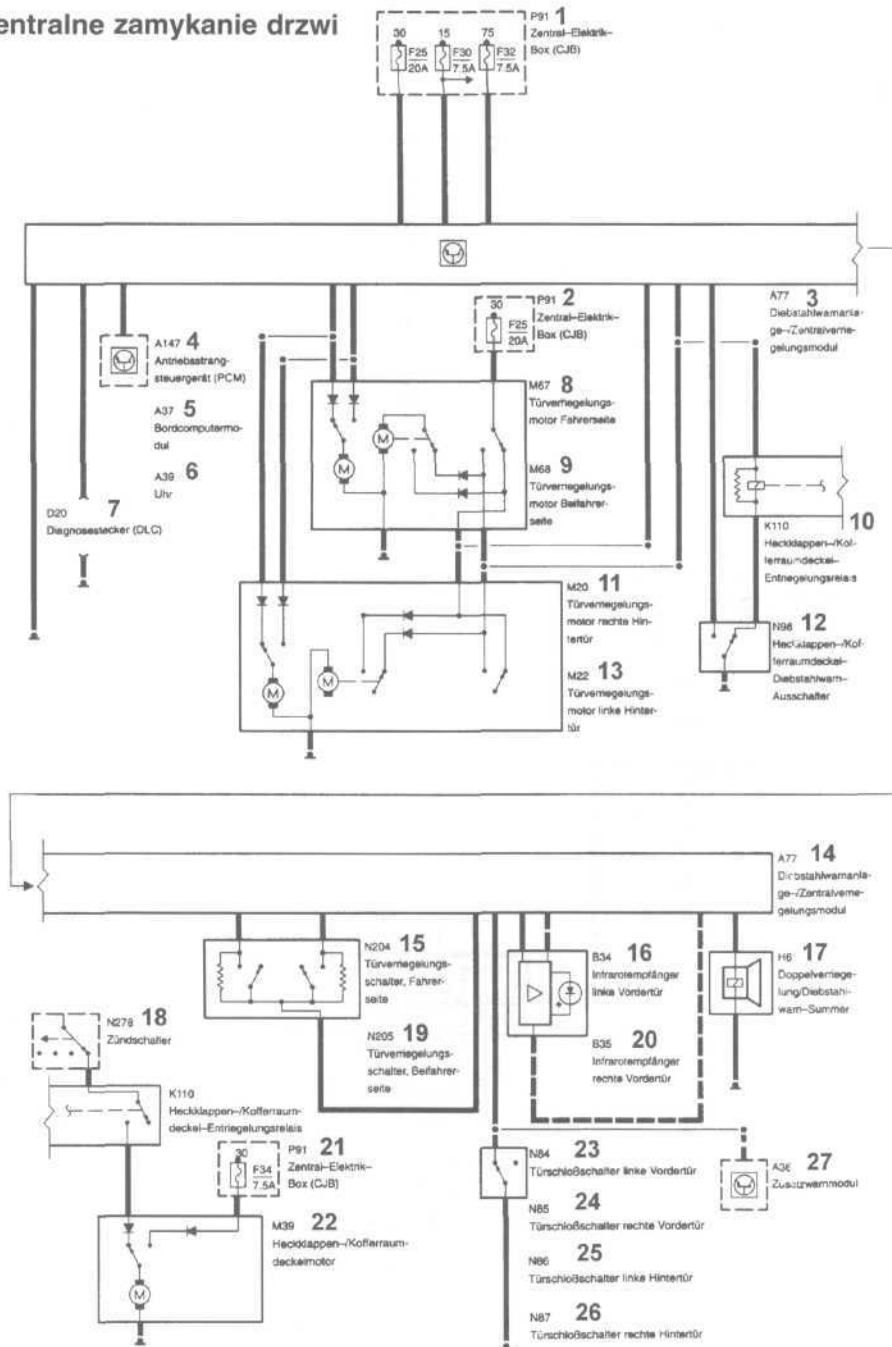 entralne zamykanie drzwi
P91 1
Zentral–Elektrik–
Box (CJB)
30 15 75
F25 F30 F32
20A 7.5A 7.5A
A77 3
Diebstahlwarnanla-
ge–/Zentralverrie-
gelungsmodul
P91 2
Zentral–Elektrik–
Box (CJB)
30
F25
20A
A147 4
Antriebsstrang-
steuergerät (PCM)
A37 5
Bordcomputermo-
dul
A39 6
Uhr
D20 7
Diagnosestecker (DLC)
M67 8
Türverriegelungs-
motor Fahrerseite
M68 9
Türverriegelungs-
motor Beifahrer-
seite
M
M
K110 10
Heckklappen–/Kof-
ferraumdeckel–
Entriegelungsrelais
M20 11
Türverriegelungs-
motor rechte Hin-
tertür
M22 13
Türverriegelungs-
motor linke Hinter-
tür
M
M
N98 12
Heckklappen–/Kof-
ferraumdeckel–
Diebstahlwarn–
Ausschalter
A77 14
Diebstahlwarnanla-
ge–/Zentralverrie-
gelungsmodul
N204 15
Türverriegelungs-
schalter, Fahrer-
seite
N205 19
Türverriegelungs-
schalter, Beifahrer-
seite
B34 16
Infrarotempfänger
linke Vordertür
B35 20
Infrarotempfänger
rechte Vordertür
H6 17
Doppelverriege-
lung/Diebstahl-
warn–Summer
N278 18
Zündschalter
K110
Heckklappen–/Kofferraum-
deckel–Entriegelungsrelais
P91 21
Zentral–Elektrik–
Box (CJB)
30
F34
7.5A
M39 22
Heckklappen–/Kofferraum-
deckelmotor
M
N84 23
Türschloßschalter linke Vordertür
N85 24
Türschloßschalter rechte Vordertür
N86 25
Türschloßschalter linke Hintertür
N87 26
Türschloßschalter rechte Hintertür
A36 27
Zusatzwarnmodul